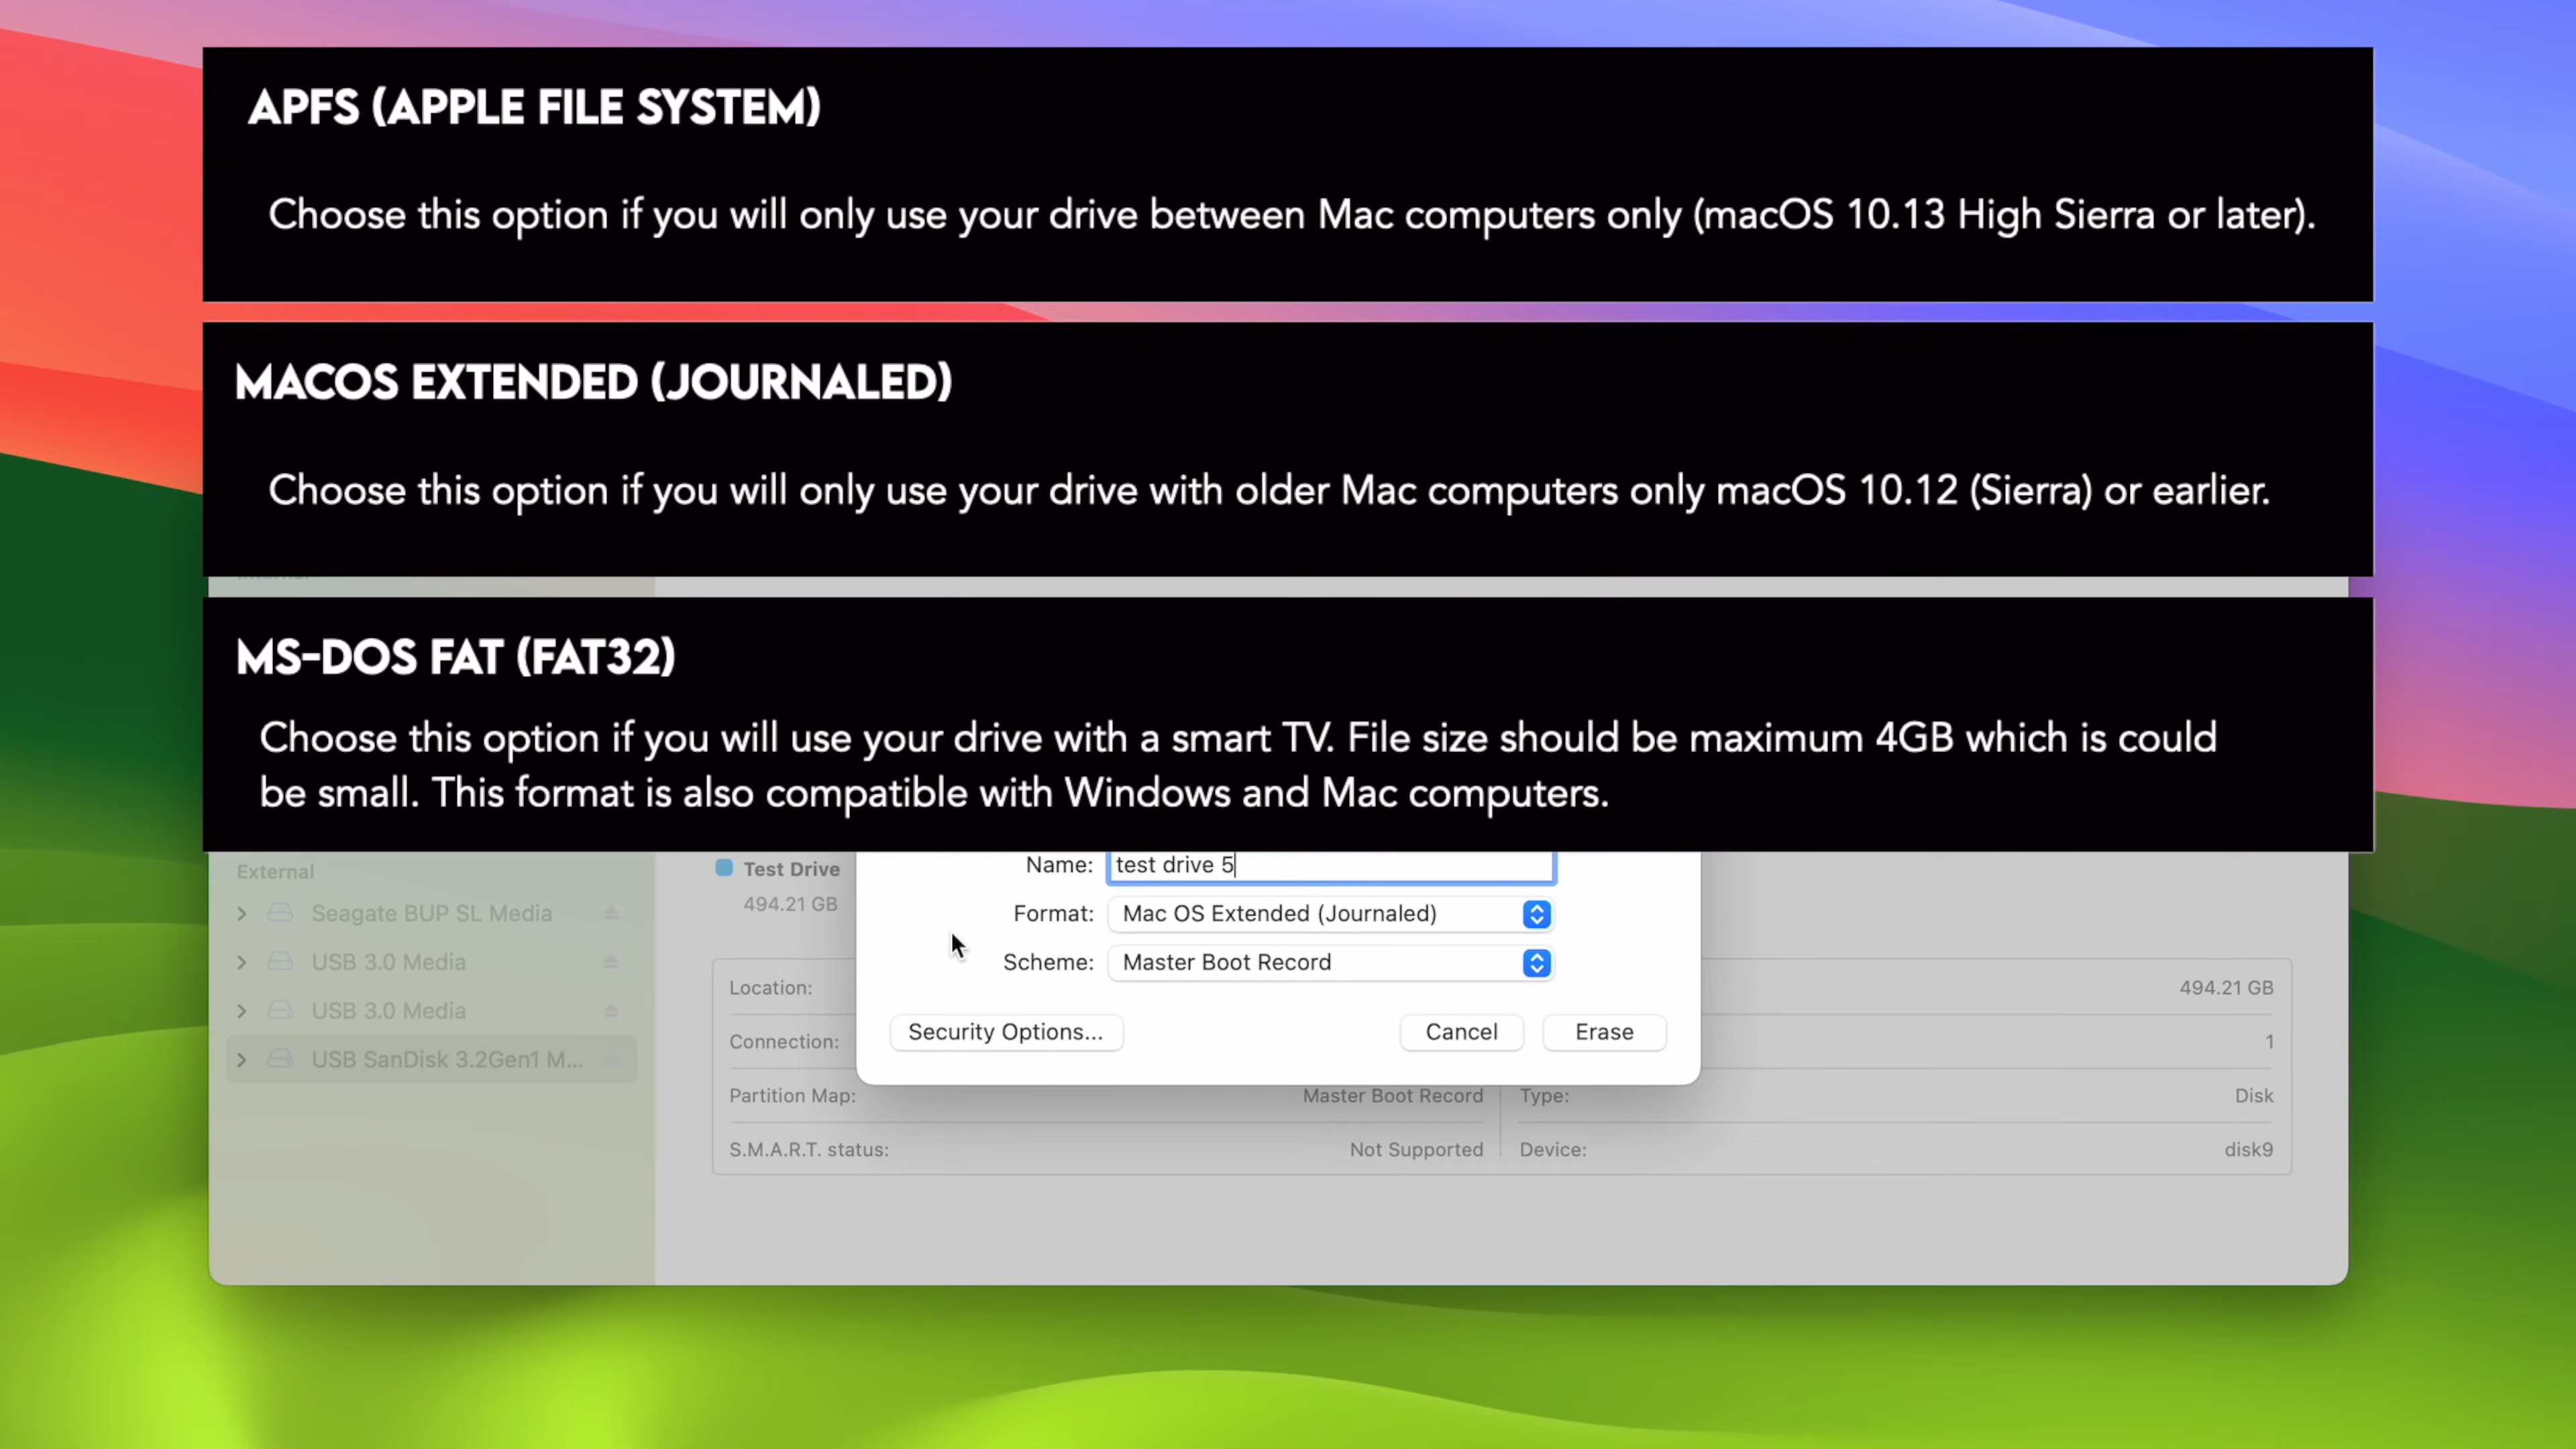 APFS (APPLE FILE SYSTEM)
Choose this option if you will only use your drive between Mac computers only (macOS 10.13 High Sierra or later).
MACOS EXTENDED (JOURNALED)
Choose this option if you will only use your drive with older Mac computers only macOS 10.12 (Sierra) or earlier.
MS-DOS FAT (FAT32)
Choose this option if you will use your drive with a smart TV. File size should be maximum 4GB which is could
be small. This format is also compatible with Windows and Mac computers.
External
Seagate BUP SL Media
USB 3.0 Media
USB 3.0 Media
USB SanDisk 3.2Gen1 M...
Test Drive
494.21 GB
Name: test drive 5
Format: Mac OS Extended (Journaled)
Scheme: Master Boot Record
Security Options... Cancel Erase
Location: 494.21 GB
Connection: 1
Partition Map: Master Boot Record Type: Disk
S.M.A.R.T. status: Not Supported Device: disk9